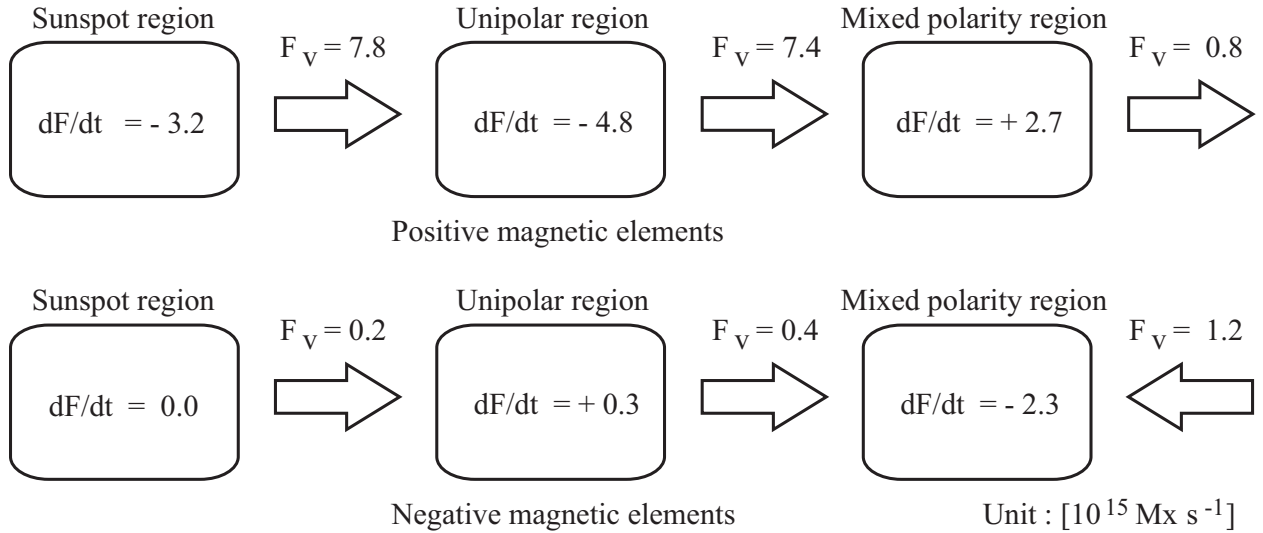 Sunspot region Unipolar region Mixed polarity region
F v = 7.8 F v = 7.4 F v = 0.8
dF/dt = - 3.2 dF/dt = - 4.8 dF/dt = + 2.7
Positive magnetic elements
Sunspot region Unipolar region Mixed polarity region
F v = 0.2 F v = 0.4 F v = 1.2
dF/dt = 0.0 dF/dt = + 0.3 dF/dt = - 2.3
Negative magnetic elements Unit : [10 15 Mx s -1]